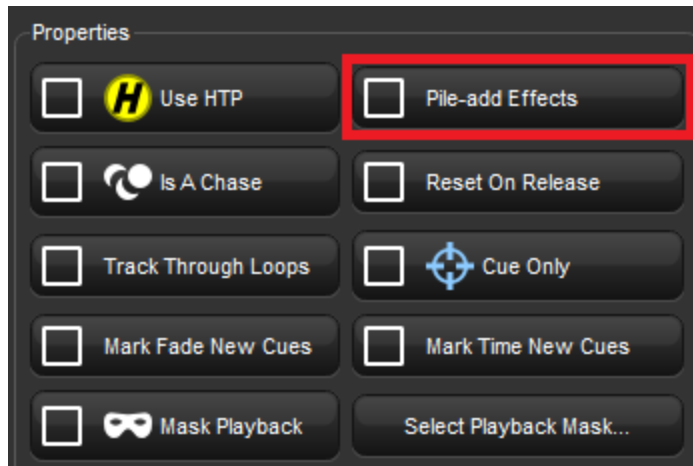 Properties
H Use HTP
Pile-add Effects
Is A Chase
Reset On Release
Track Through Loops
Cue Only
Mark Fade New Cues
Mark Time New Cues
Mask Playback
Select Playback Mask...